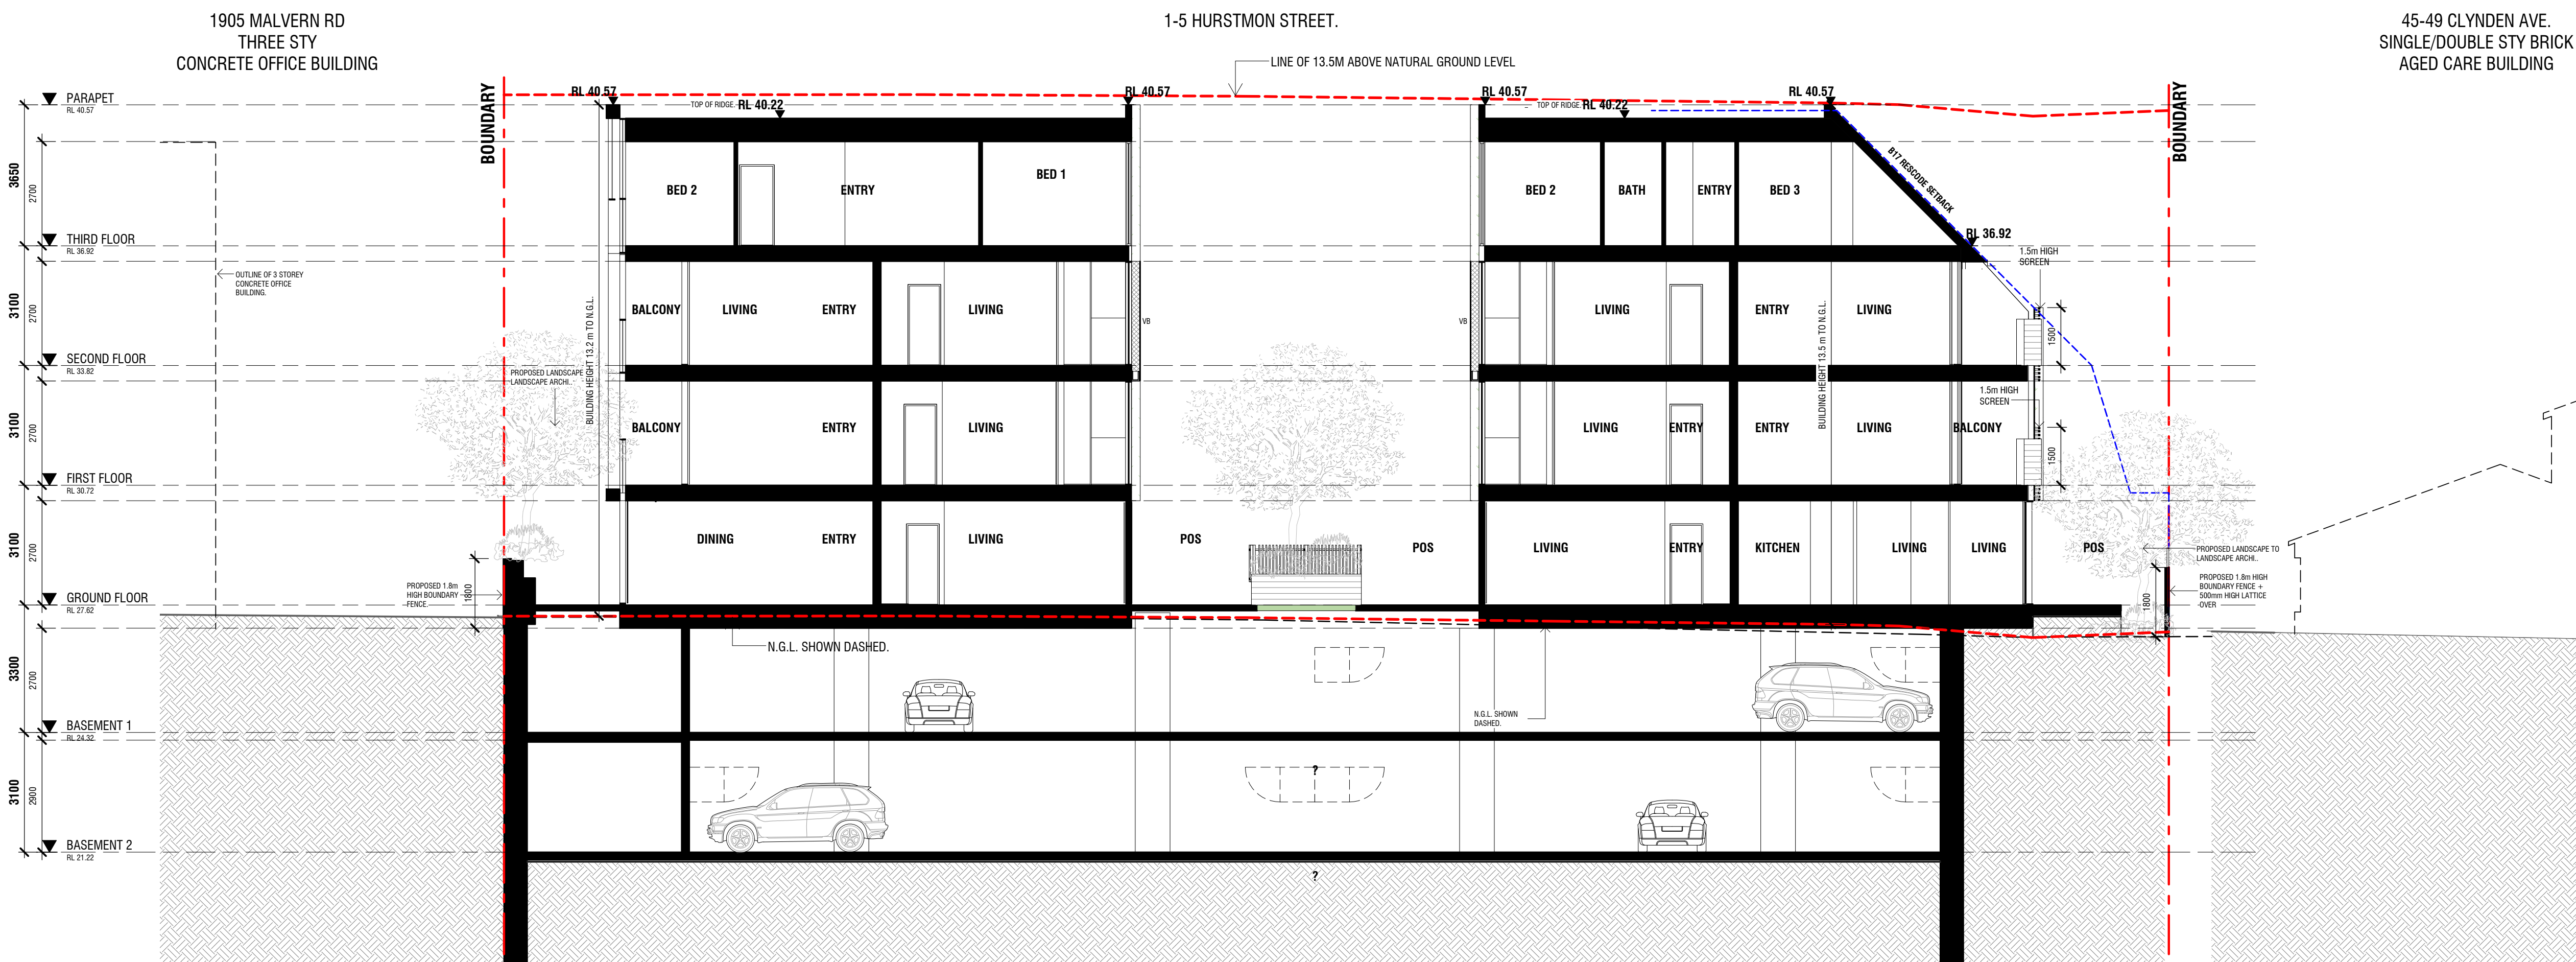 1905 MALVERN RD
THREE STY
CONCRETE OFFICE BUILDING
1-5 HURSTMON STREET.
45-49 CLYNDEN AVE.
SINGLE/DOUBLE STY BRICK
AGED CARE BUILDING
LINE OF 13.5M ABOVE NATURAL GROUND LEVEL
BOUNDARY
BOUNDARY
PARAPET
RL 40.57
RL 40.57
TOP OF RIDGE.
RL 40.22
RL 40.57
RL 40.57
TOP OF RIDGE.
RL 40.22
RL 40.57
3650
2700
BED 2
ENTRY
BED 1
BED 2
BATH
ENTRY
BED 3
B17 RESCODE SETBACK
THIRD FLOOR
RL 36.92
RL 36.92
1.5m HIGH
SCREEN
OUTLINE OF 3 STOREY
CONCRETE OFFICE
BUILDING.
3100
2700
BUILDING HEIGHT 13.2 m TO N.G.L.
BALCONY
LIVING
ENTRY
LIVING
VB
VB
LIVING
ENTRY
LIVING
BUILDING HEIGHT 13.5 m TO N.G.L.
1500
SECOND FLOOR
RL 33.82
PROPOSED LANDSCAPE
LANDSCAPE ARCHI..
1.5m HIGH
SCREEN
3100
2700
BALCONY
ENTRY
LIVING
LIVING
ENTRY
ENTRY
LIVING
BALCONY
1500
FIRST FLOOR
RL 30.72
3100
2700
DINING
ENTRY
LIVING
POS
POS
LIVING
ENTRY
KITCHEN
LIVING
LIVING
POS
PROPOSED LANDSCAPE TO
LANDSCAPE ARCHI..
PROPOSED 1.8m
HIGH BOUNDARY
FENCE.
1800
1800
PROPOSED 1.8m HIGH
BOUNDARY FENCE +
500mm HIGH LATTICE
OVER
GROUND FLOOR
RL 27.62
N.G.L. SHOWN DASHED.
3300
2700
N.G.L. SHOWN
DASHED.
BASEMENT 1
RL 24.32
3100
2900
?
BASEMENT 2
RL 21.22
?